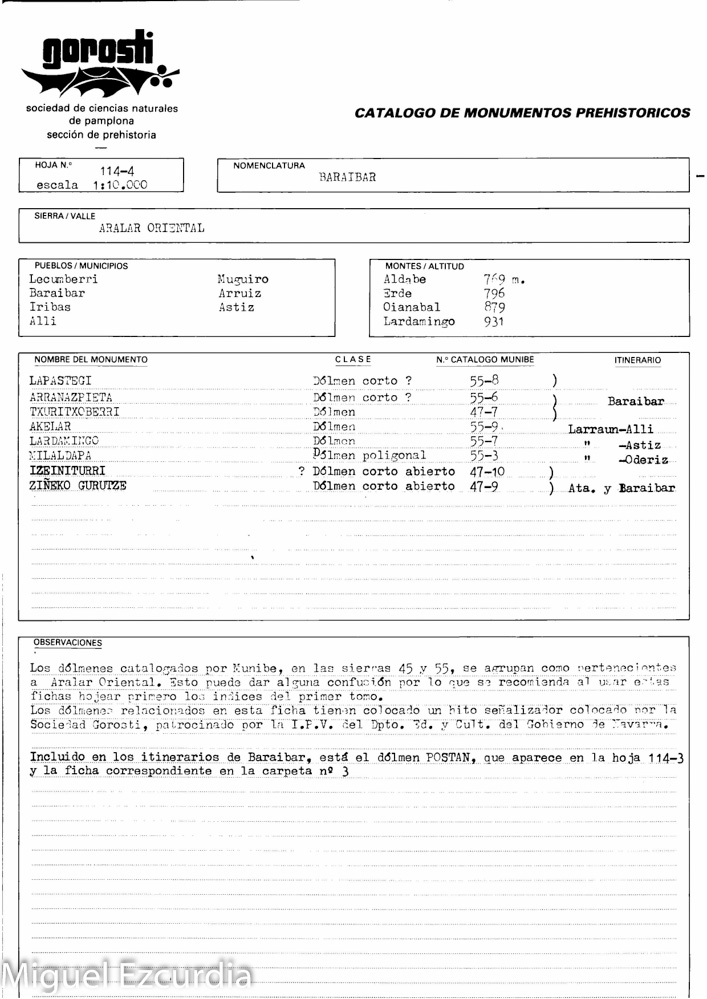 gorosti
sociedad de ciencias naturales
de pamplona
sección de prehistoria
CATALOGO DE MONUMENTOS PREHISTORICOS
HOJA N.º 114-4
escala 1:10.000
NOMENCLATURA
BARAIBAR
SIERRA / VALLE
ARALAR ORIENTAL
PUEBLOS / MUNICIPIOS
Lecumberri Muguiro
Baraibar Arruiz
Iribas Astiz
Alli
MONTES / ALTITUD
Aldabe 769 m.
Erde 796
Oianabal 879
Lardamingo 931
NOMBRE DEL MONUMENTO CLASE N.º CATALOGO MUNIBE ITINERARIO
LAPASTEGI Dólmen corto ? 55-8 )
ARRANAZPIETA Dólmen corto ? 55-6 ) Baraibar
TXURITXOBERRI Dólmen 47-7 )
AKELAR Dólmen 55-9 Larraun-Alli
LARDAMINGO Dólmen 55-7 " -Astiz
MILALDAPA Dólmen poligonal 55-3 " -Oderiz
IZEINITURRI ? Dólmen corto abierto 47-10 )
ZIÑEKO GURUTZE Dólmen corto abierto 47-9 ) Ata. y Baraibar
OBSERVACIONES
Los dólmenes catalogados por Munibe, en las sierras 45 y 55, se agrupan como pertenecientes
a Aralar Oriental. Esto puede dar alguna confusión por lo que se recomienda al usar estas
fichas hojear primero los indices del primer tomo.
Los dólmenes relacionados en esta ficha tienen colocado un hito señalizador colocado por la
Sociedad Gorosti, patrocinado por la I.P.V. del Dpto. Ed. y Cult. del Gobierno de Navarra.
Incluido en los itinerarios de Baraibar, está el dólmen POSTAN, que aparece en la hoja 114-3
y la ficha correspondiente en la carpeta nº 3
Miguel Ezcurdia